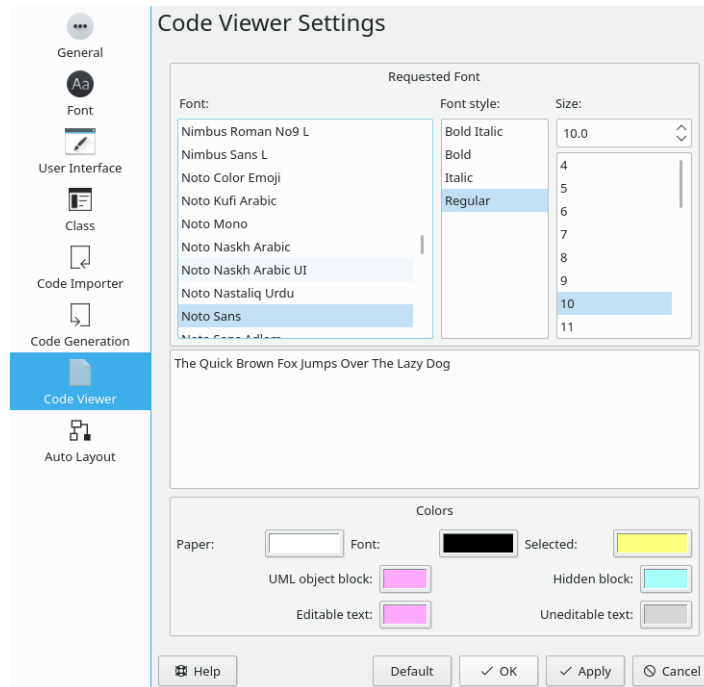 Code Viewer Settings
General
Aa
Font
User Interface
Class
Code Importer
Code Generation
Code Viewer
Auto Layout
Requested Font
Font: Font style: Size:
Nimbus Roman No9 L
Nimbus Sans L
Noto Color Emoji
Noto Kufi Arabic
Noto Mono
Noto Naskh Arabic
Noto Naskh Arabic UI
Noto Nastaliq Urdu
Noto Sans
Noto Sans Adlam
Bold Italic
Bold
Italic
Regular
10.0
4
5
6
7
8
9
10
11
The Quick Brown Fox Jumps Over The Lazy Dog
Colors
Paper: Font: Selected:
UML object block: Hidden block:
Editable text: Uneditable text:
Help Default OK Apply Cancel